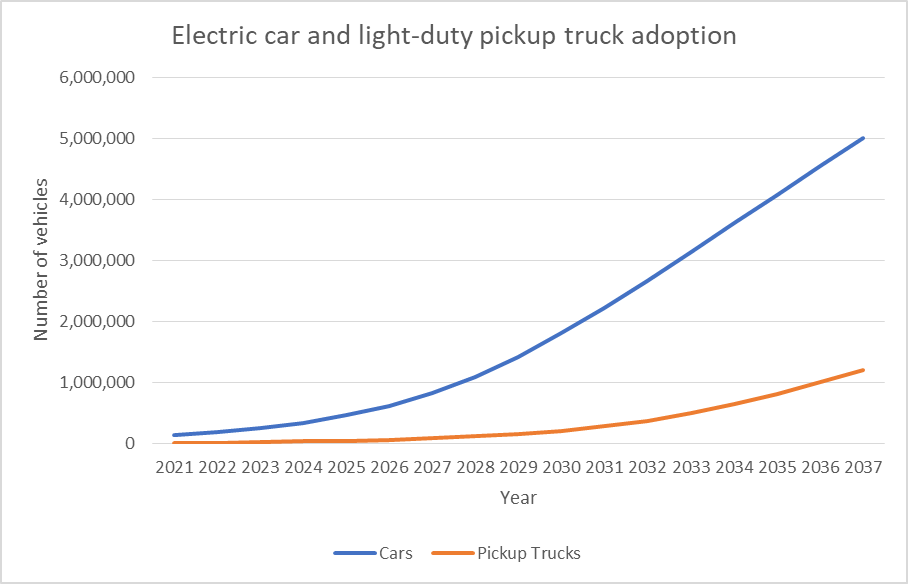 Electric car and light-duty pickup truck adoption
6,000,000
5,000,000
4,000,000
3,000,000
2,000,000
1,000,000
0
Number of vehicles
2021 2022 2023 2024 2025 2026 2027 2028 2029 2030 2031 2032 2033 2034 2035 2036 2037
Year
Cars Pickup Trucks